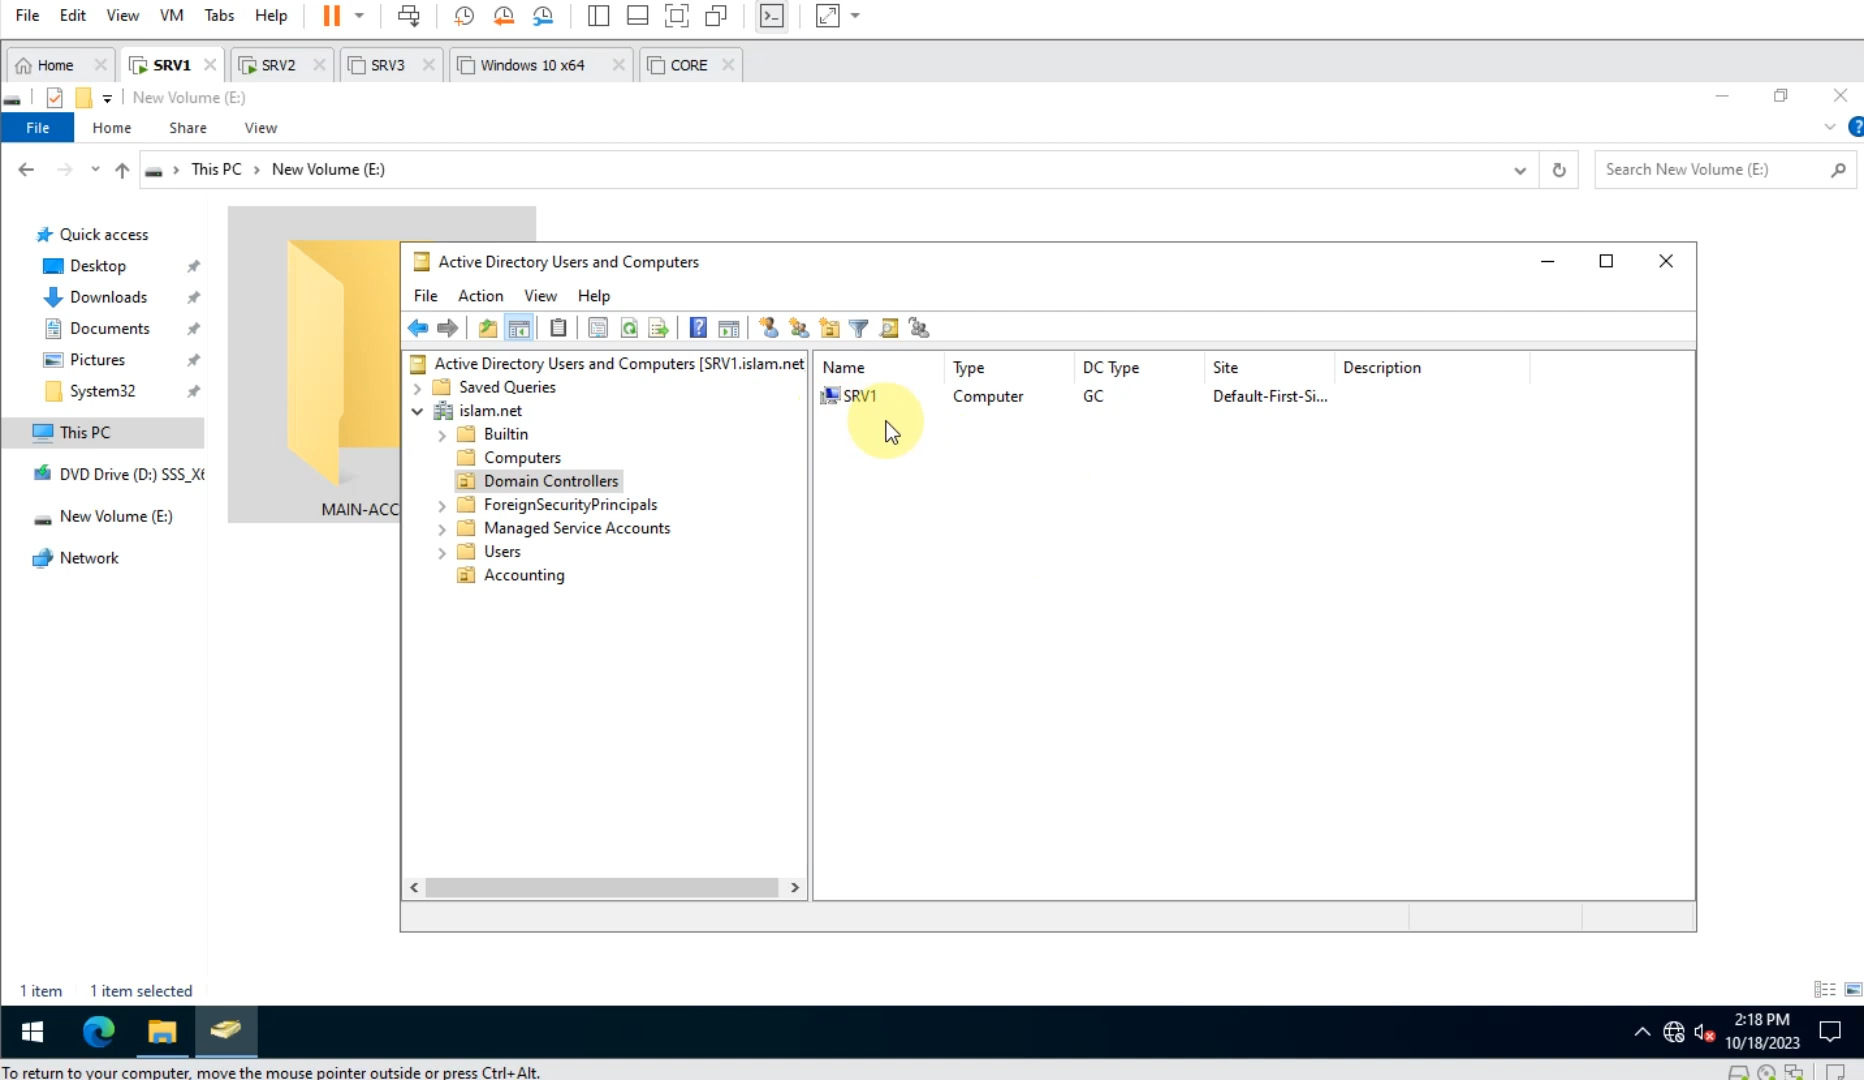 File Edit View VM Tabs Help
Home SRV1 SRV2 SRV3 Windows 10 x64 CORE
New Volume (E:)
File Home Share View
This PC New Volume (E:) Search New Volume (E:)
Quick access
Desktop
Downloads
Documents
Pictures
System32
This PC
DVD Drive (D:) SSS_X6
New Volume (E:)
Network
MAIN-ACC
Active Directory Users and Computers
File Action View Help
Active Directory Users and Computers [SRV1.islam.net
Saved Queries
islam.net
Builtin
Computers
Domain Controllers
ForeignSecurityPrincipals
Managed Service Accounts
Users
Accounting
Name Type DC Type Site Description
SRV1 Computer GC Default-First-Si...
1 item 1 item selected
2:18 PM
10/18/2023
To return to your computer, move the mouse pointer outside or press Ctrl+Alt.